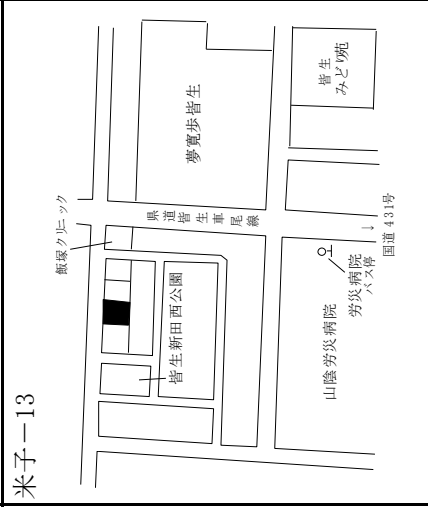 米子－13
飯塚クリニック
夢寛歩皆生
皆生
みどり苑
県道皆生車尾線
皆生新田西公園
山陰労災病院
労災病院
バス停
↓
国道431号